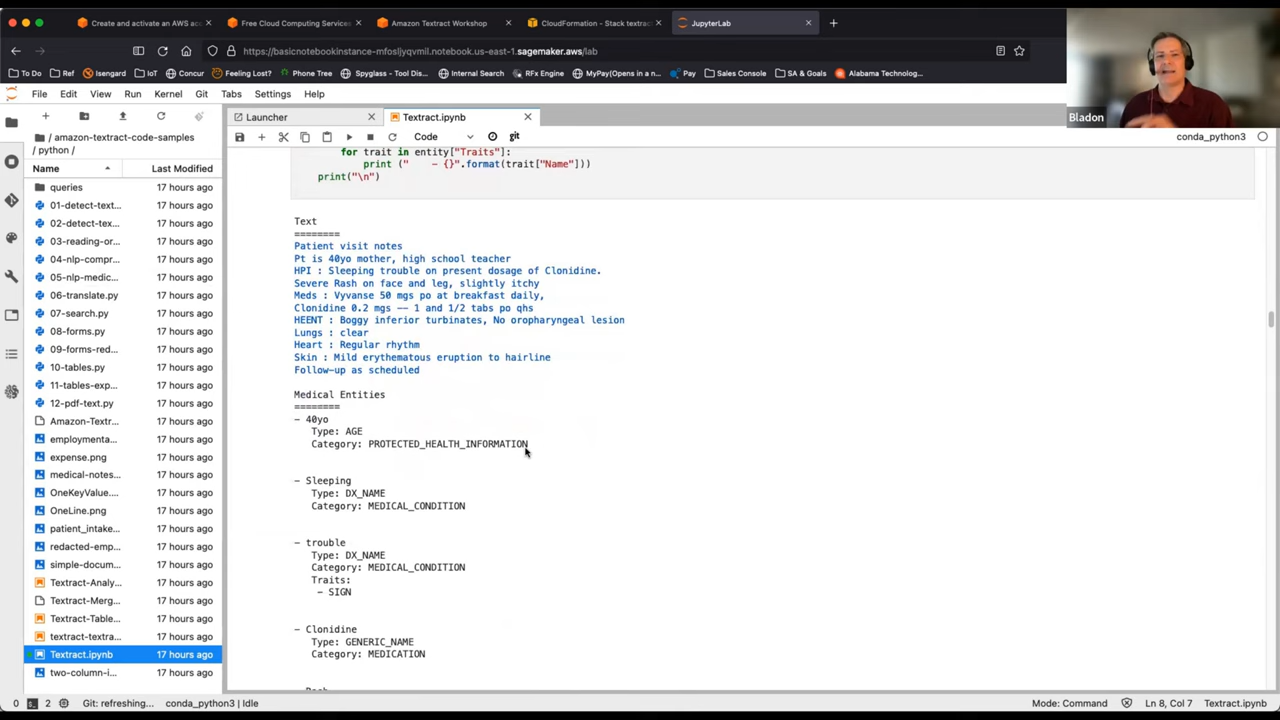 Create and activate an AWS acc
Free Cloud Computing Services
Amazon Textract Workshop
CloudFormation - Stack textrac
JupyterLab
https://basicnotebookinstance-mfosljyqvmil.notebook.us-east-1.sagemaker.aws/lab
To Do
Ref
Isengard
IoT
Concur
Feeling Lost?
Phone Tree
Spyglass - Tool Dis...
Internal Search
RFx Engine
MyPay(Opens in a n...
Pay
Sales Console
SA & Goals
Alabama Technolog...
Bladon
File Edit View Run Kernel Git Tabs Settings Help
Launcher
Textract.ipynb
Code
git
conda_python3
/ amazon-textract-code-samples
/ python /
Name Last Modified
queries 17 hours ago
01-detect-text... 17 hours ago
02-detect-tex... 17 hours ago
03-reading-or... 17 hours ago
04-nlp-compr... 17 hours ago
05-nlp-medic... 17 hours ago
06-translate.py 17 hours ago
07-search.py 17 hours ago
08-forms.py 17 hours ago
09-forms-red... 17 hours ago
10-tables.py 17 hours ago
11-tables-exp... 17 hours ago
12-pdf-text.py 17 hours ago
Amazon-Textr... 17 hours ago
employmenta... 17 hours ago
expense.png 17 hours ago
medical-notes... 17 hours ago
OneKeyValue.... 17 hours ago
OneLine.png 17 hours ago
patient_intake... 17 hours ago
redacted-emp... 17 hours ago
simple-docum... 17 hours ago
Textract-Analy... 17 hours ago
Textract-Merg... 17 hours ago
Textract-Table... 17 hours ago
textract-textra... 17 hours ago
Textract.ipynb 17 hours ago
two-column-i... 17 hours ago
for trait in entity["Traits"]:
print (" - {}".format(trait["Name"]))
print("\n")
Text
========
Patient visit notes
Pt is 40yo mother, high school teacher
HPI : Sleeping trouble on present dosage of Clonidine.
Severe Rash on face and leg, slightly itchy
Meds : Vyvanse 50 mgs po at breakfast daily,
Clonidine 0.2 mgs -- 1 and 1/2 tabs po qhs
HEENT : Boggy inferior turbinates, No oropharyngeal lesion
Lungs : clear
Heart : Regular rhythm
Skin : Mild erythematous eruption to hairline
Follow-up as scheduled
Medical Entities
========
- 40yo
Type: AGE
Category: PROTECTED_HEALTH_INFORMATION
- Sleeping
Type: DX_NAME
Category: MEDICAL_CONDITION
- trouble
Type: DX_NAME
Category: MEDICAL_CONDITION
Traits:
- SIGN
- Clonidine
Type: GENERIC_NAME
Category: MEDICATION
0
2
Git: refreshing...
conda_python3 | Idle
Mode: Command
Ln 8, Col 7
Textract.ipynb